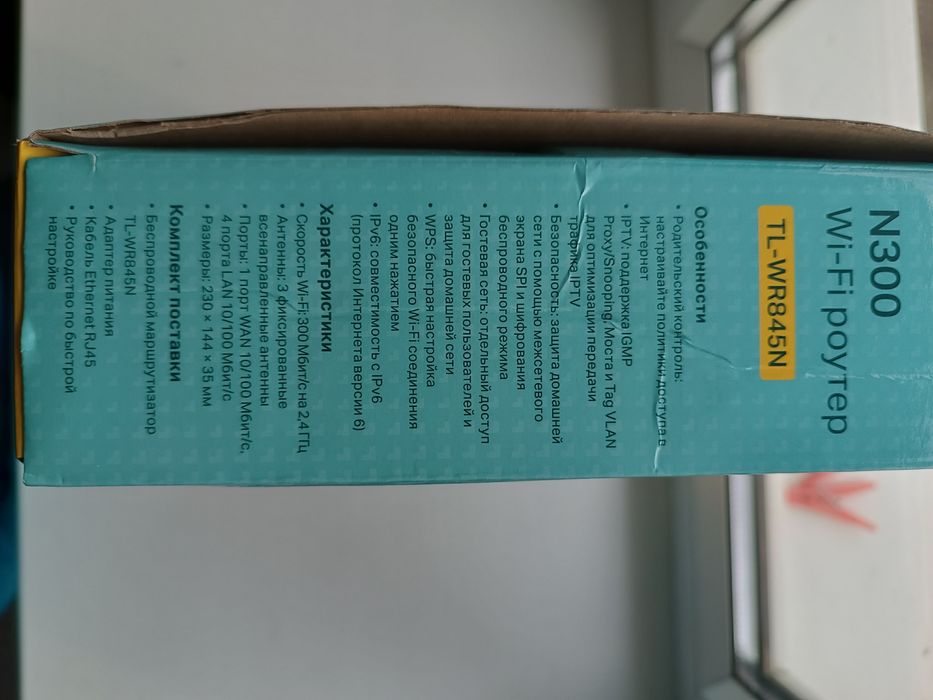 N300
Wi-Fi роутер
TL-WR845N
Особенности
• Родительский контроль:
настраивайте политики доступа в
Интернет
• IPTV: поддержка IGMP
Proxy/Snooping, Моста и Tag VLAN
для оптимизации передачи
трафика IPTV
• Безопасность: защита домашней
сети с помощью межсетевого
экрана SPI и шифрования
беспроводного режима
• Гостевая сеть: отдельный доступ
для гостевых пользователей и
защита домашней сети
• WPS: быстрая настройка
безопасного Wi-Fi соединения
одним нажатием
• IPv6: совместимость с IPv6
(протокол Интернета версии 6)
Характеристики
• Скорость Wi-Fi: 300 Мбит/с на 2,4 ГГц
• Антенны: 3 фиксированные
всенаправленные антенны
• Порты: 1 порт WAN 10/100 Мбит/с,
4 порта LAN 10/100 Мбит/с
• Размеры: 230 × 144 × 35 мм
Комплект поставки
• Беспроводной маршрутизатор
TL-WR845N
• Адаптер питания
• Кабель Ethernet RJ45
• Руководство по быстрой
настройке